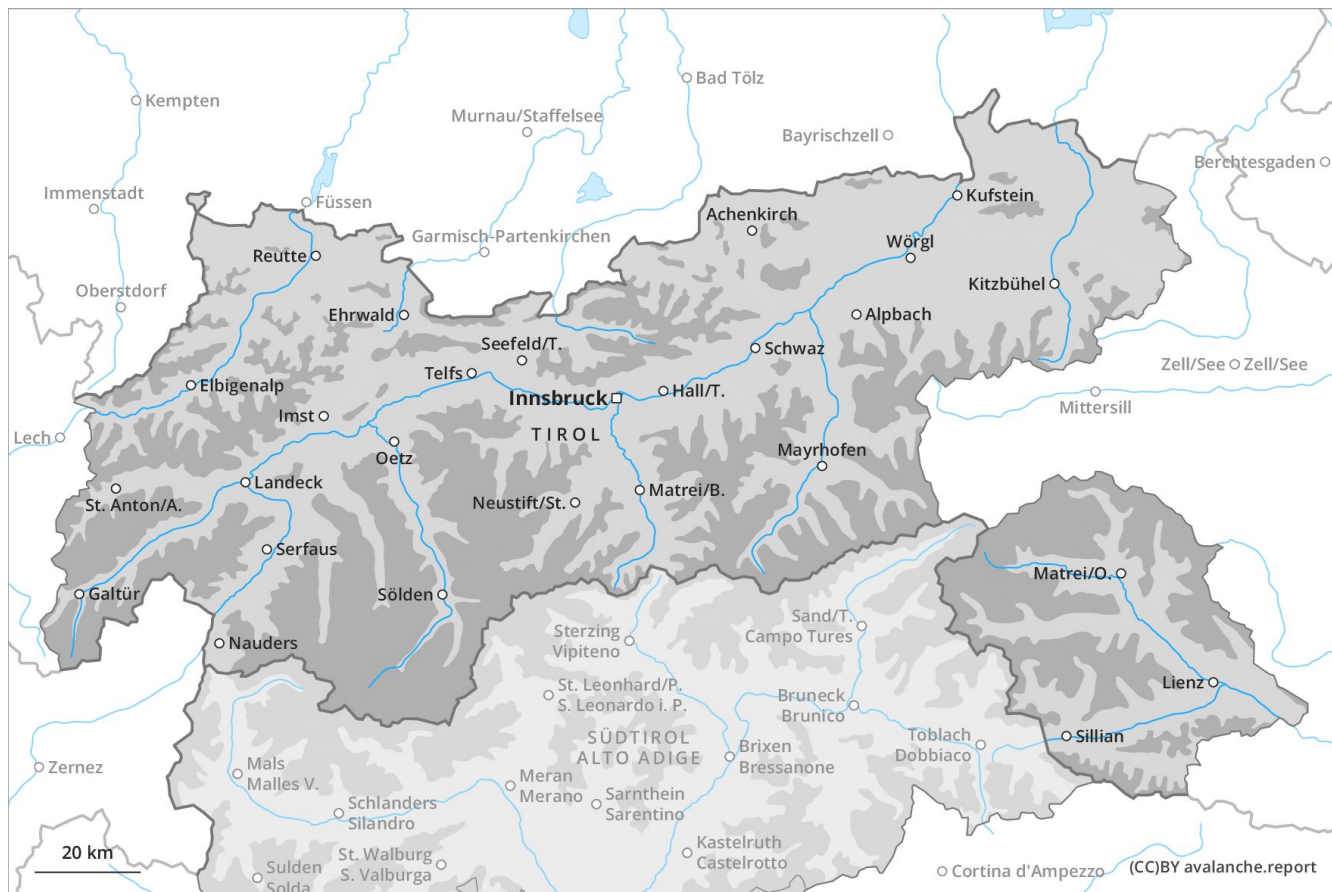 Bad Tölz
Kempten
Murnau/Staffelsee
Bayrischzell
Berchtesgaden
Immenstadt
Füssen
Kufstein
Achenkirch
Garmisch-Partenkirchen
Wörgl
Reutte
Kitzbühel
Oberstdorf
Ehrwald
Alpbach
Seefeld/T.
Schwaz
Zell/See
Zell/See
Telfs
Elbigenalp
Hall/T.
Innsbruck
Mittersill
Imst
TIROL
Lech
Oetz
Mayrhofen
Landeck
Matrei/B.
St. Anton/A.
Neustift/St.
Serfaus
Matrei/O.
Galtür
Sölden
Sand/T.
Campo Tures
Sterzing
Vipiteno
Nauders
Lienz
St. Leonhard/P.
S. Leonardo i. P.
Bruneck
Brunico
SÜDTIROL
ALTO ADIGE
Toblach
Dobbiaco
Sillian
Brixen
Bressanone
Zernez
Mals
Malles V.
Meran
Merano
Sarnthein
Sarentino
Schlanders
Silandro
Kastelruth
Castelrotto
20 km
St. Walburg
S. Valburga
Sulden
Solda
Cortina d'Ampezzo
(CC)BY avalanche.report